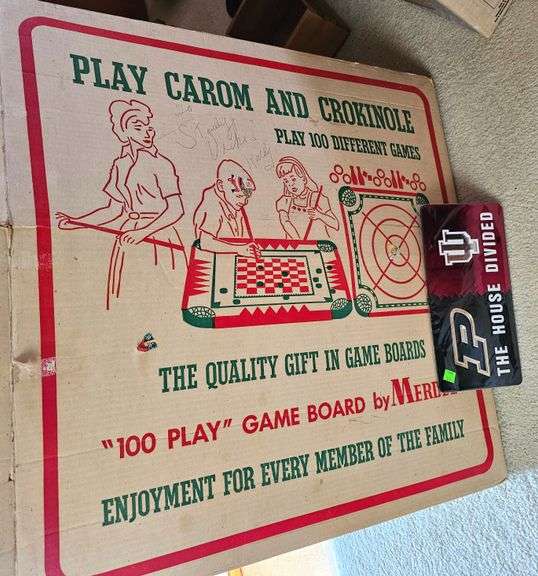 PLAY CAROM AND CROKINOLE
PLAY 100 DIFFERENT GAMES
THE QUALITY GIFT IN GAME BOARDS
"100 PLAY" GAME BOARD by
ENJOYMENT FOR EVERY MEMBER OF THE FAMILY
IU
P
THE HOUSE DIVIDED